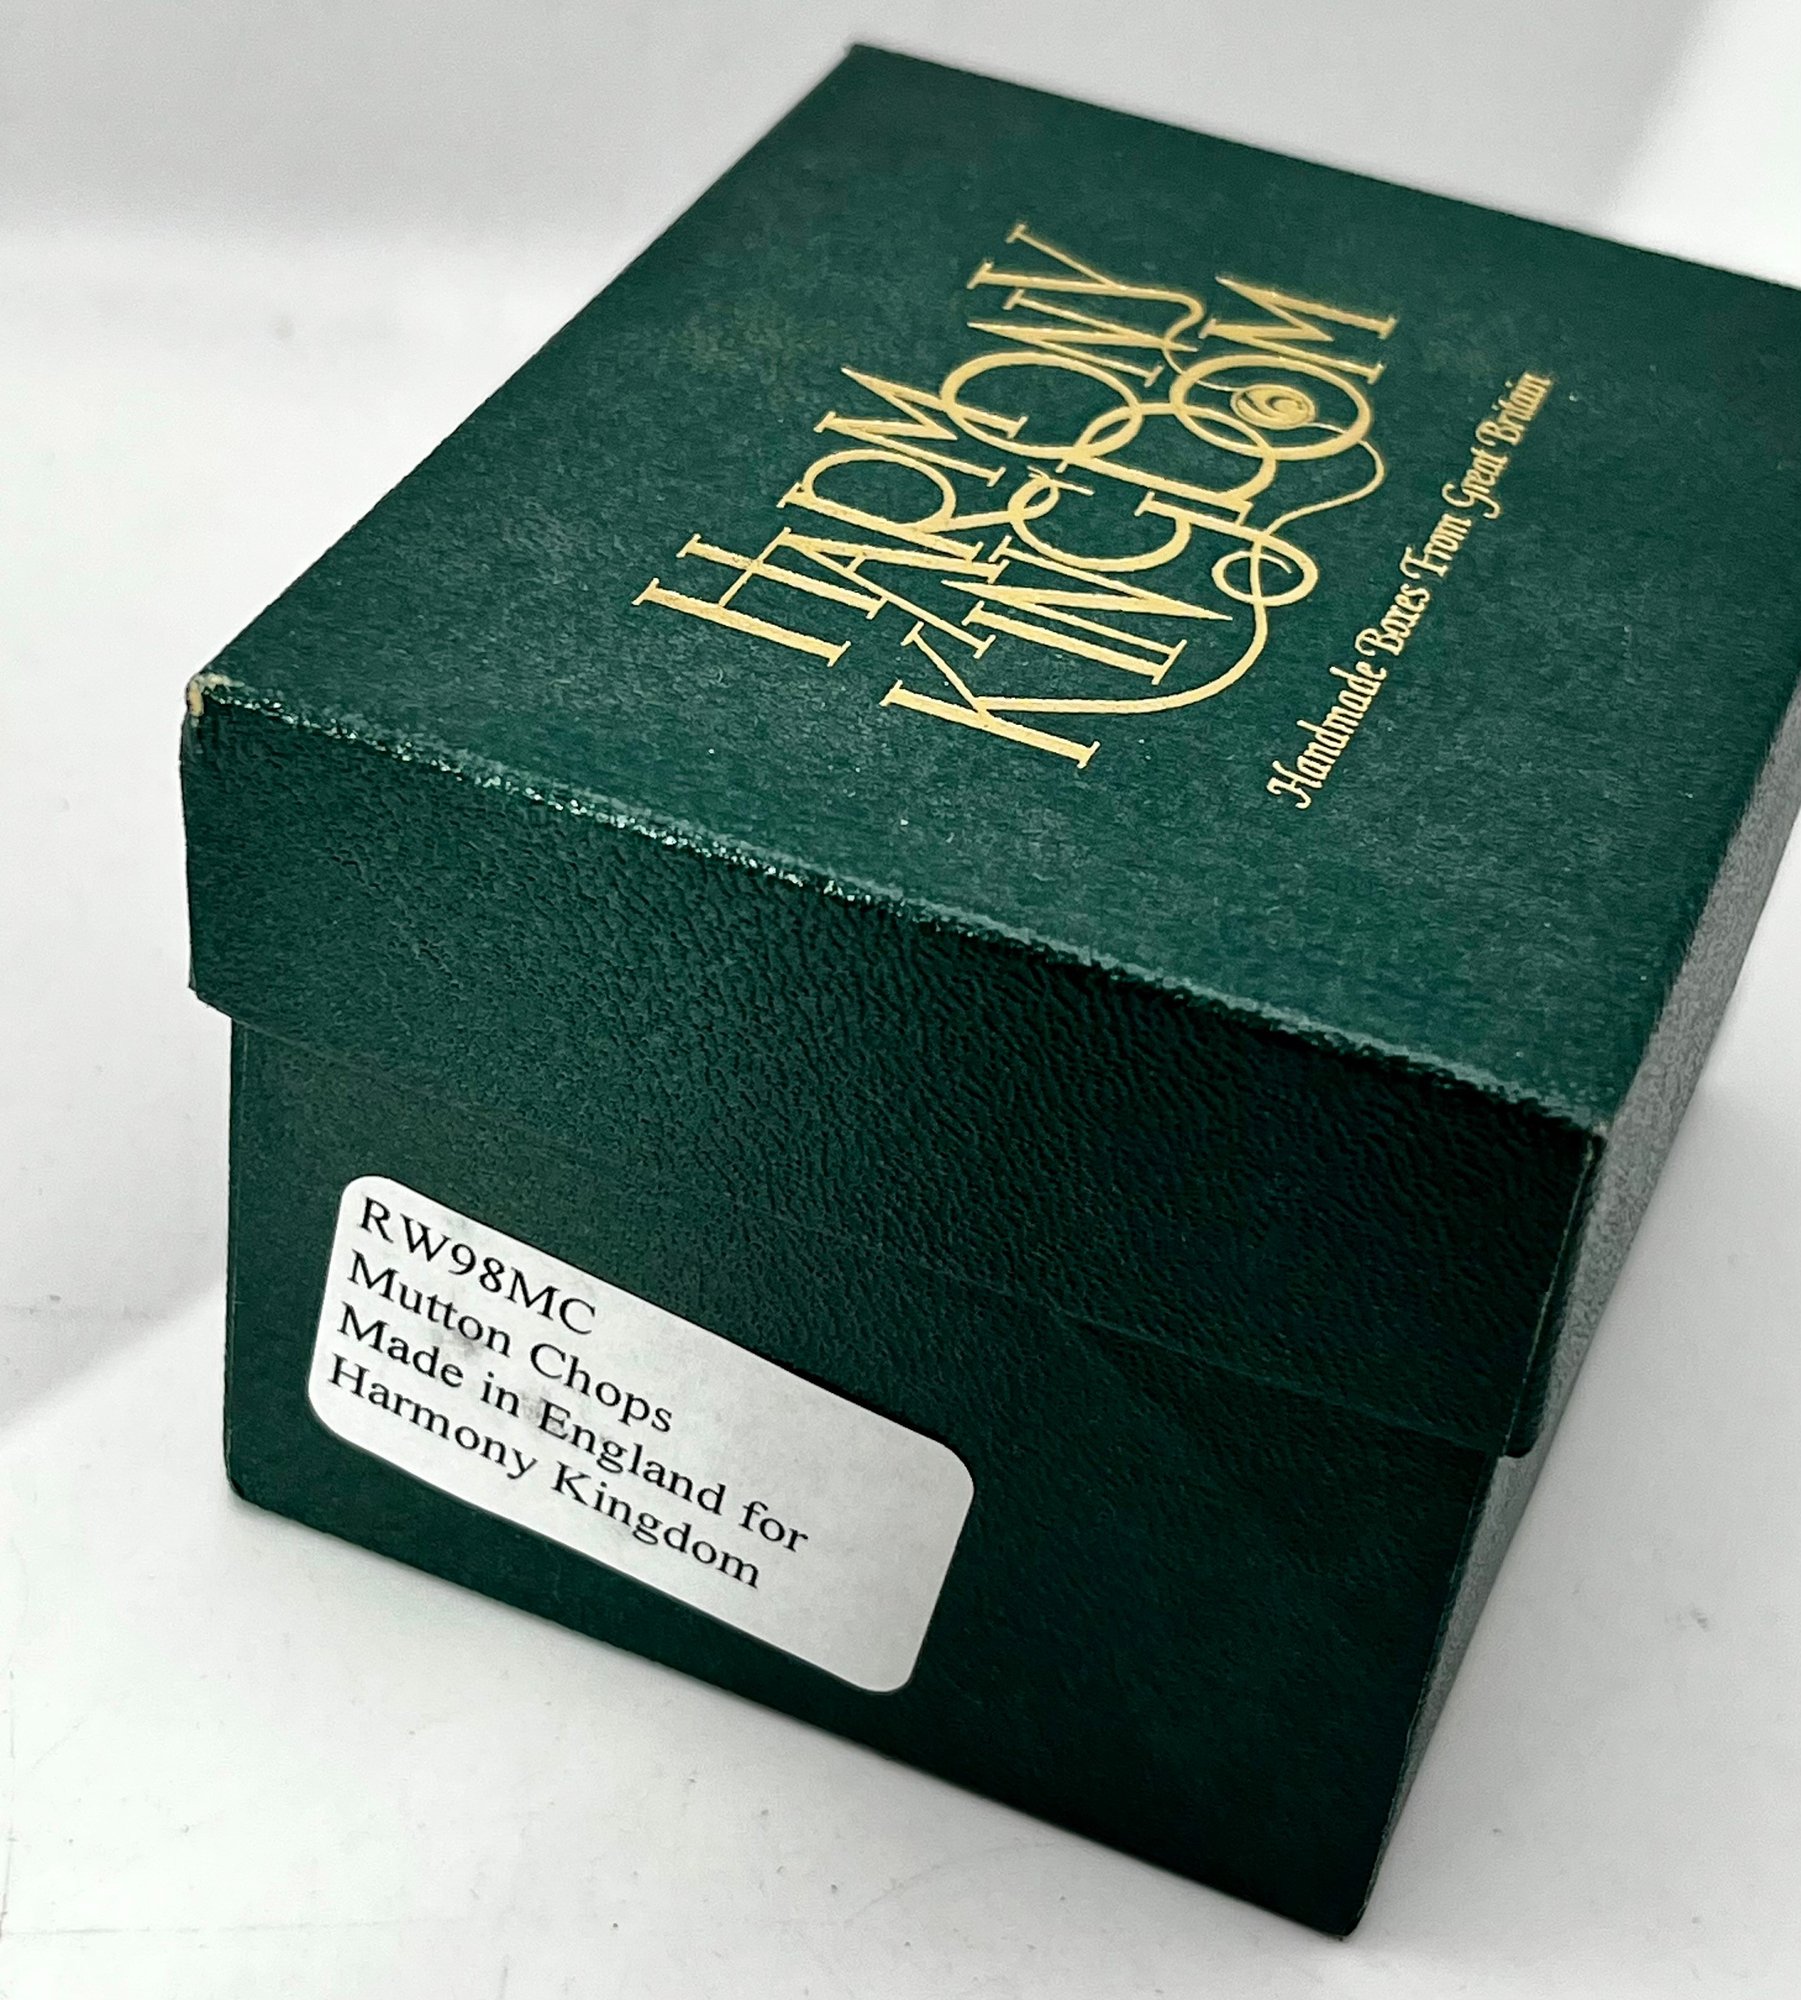 HARMONY
KINGDOM
Handmade Boxes From Great Britain
RW98MC
Mutton Chops
Made in England for
Harmony Kingdom